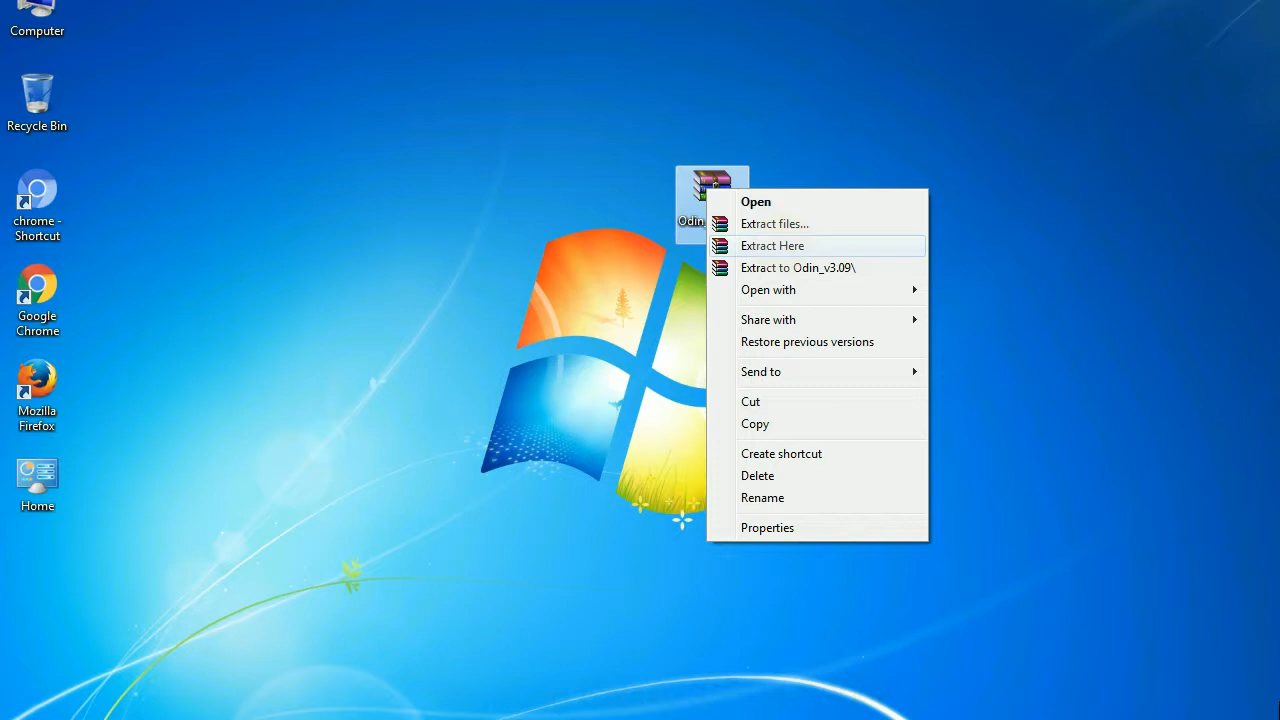 Computer
Recycle Bin
chrome -
Shortcut
Google
Chrome
Mozilla
Firefox
Home
Odin_
Open
Extract files...
Extract Here
Extract to Odin_v3.09\
Open with
Share with
Restore previous versions
Send to
Cut
Copy
Create shortcut
Delete
Rename
Properties